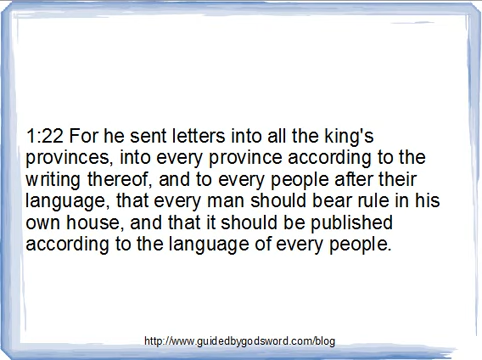 1:22 For he sent letters into all the king's
provinces, into every province according to the
writing thereof, and to every people after their
language, that every man should bear rule in his
own house, and that it should be published
according to the language of every people.
http://www.guidedbygodsword.com/blog